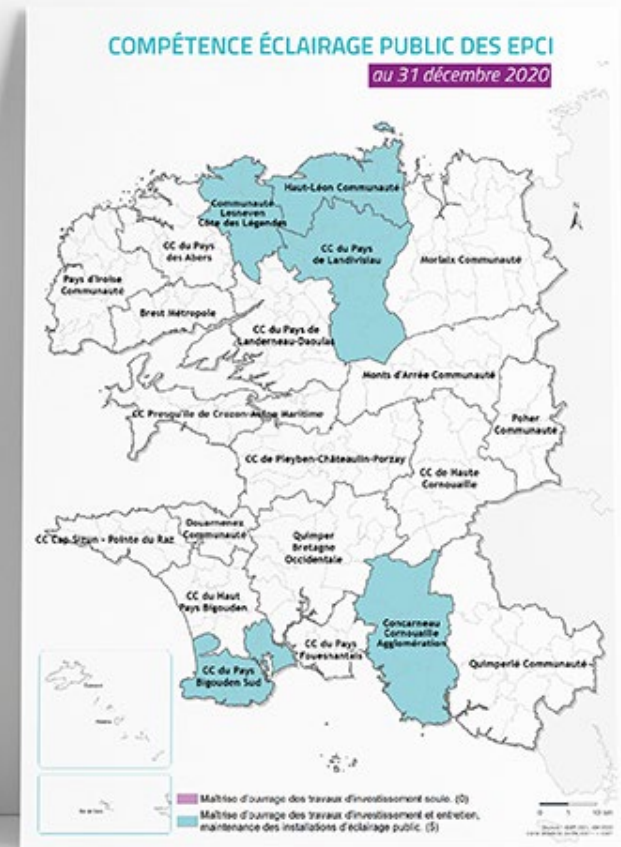 COMPÉTENCE ÉCLAIRAGE PUBLIC DES EPCI
au 31 décembre 2020
N
Haut-Léon Communauté
Communauté
Lesneven
Côte des Légendes
CC du Pays
des Abers
CC du Pays
de Landivisiau
Morlaix Communauté
Pays d'Iroise
Communauté
Brest Métropole
CC du Pays de
Landerneau-Daoulas
Monts d'Arrée Communauté
CC Presqu'île de Crozon-Aulne Maritime
Poher
Communauté
CC de Pleyben-Châteaulin-Porzay
CC de Haute
Cornouaille
Douarnenez
Communauté
CC Cap Sizun - Pointe du Raz
Quimper
Bretagne
Occidentale
CC du Haut
Pays Bigouden
Concarneau
Cornouaille
Agglomération
CC du Pays
Fouesnantais
Quimperlé Communauté
CC du Pays
Bigouden Sud
Maîtrise d'ouvrage des travaux d'investissement seule. (0)
Maîtrise d'ouvrage des travaux d'investissement et entretien,
maintenance des installations d'éclairage public. (5)
0 5 10 km